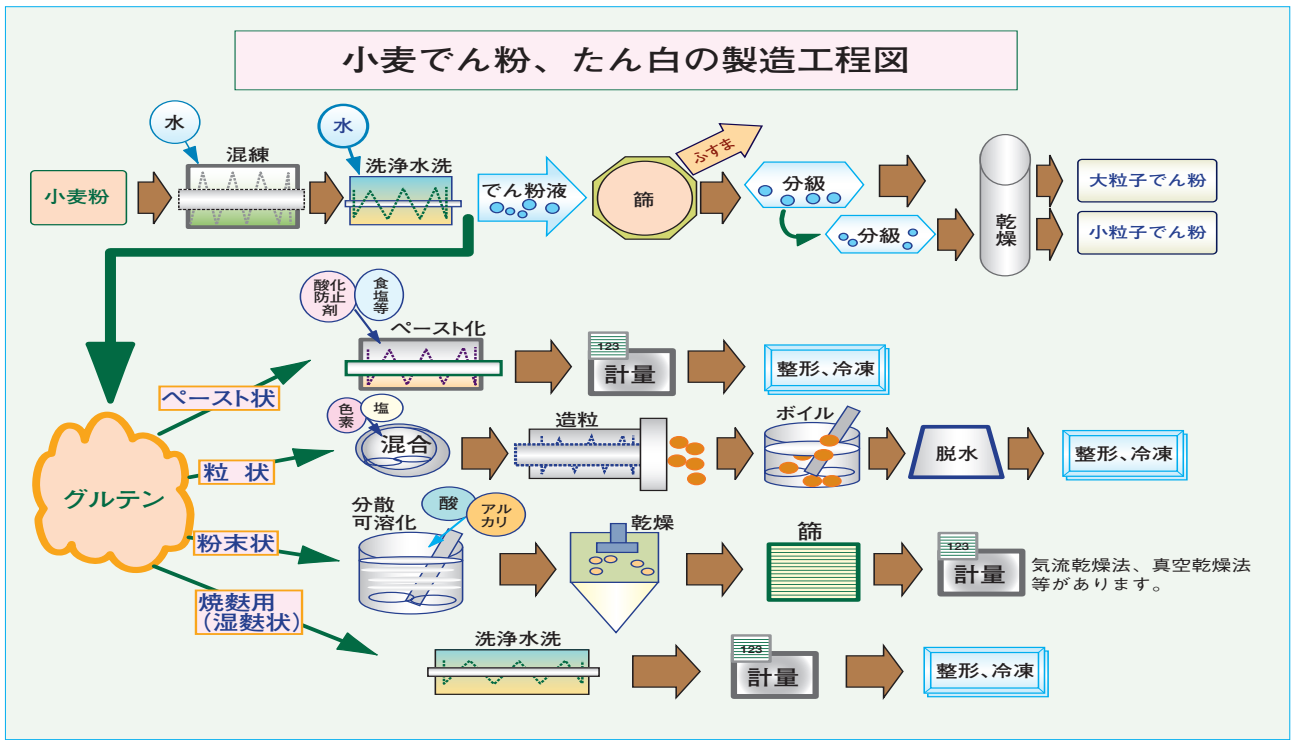 小麦でん粉、たん白の製造工程図
水
混練
水
洗浄水洗
小麦粉
でん粉液
篩
ふすま
分級
分級
乾燥
大粒子でん粉
小粒子でん粉
酸化
防止
剤
食
塩
等
ペースト化
123
計量
整形、冷凍
ペースト状
色
素
塩
混合
造粒
ボイル
脱水
整形、冷凍
粒 状
グルテン
分散
可溶化
酸
アル
カリ
乾燥
篩
123
計量
気流乾燥法、真空乾燥法
等があります。
粉末状
焼麩用
(湿麩状)
洗浄水洗
123
計量
整形、冷凍